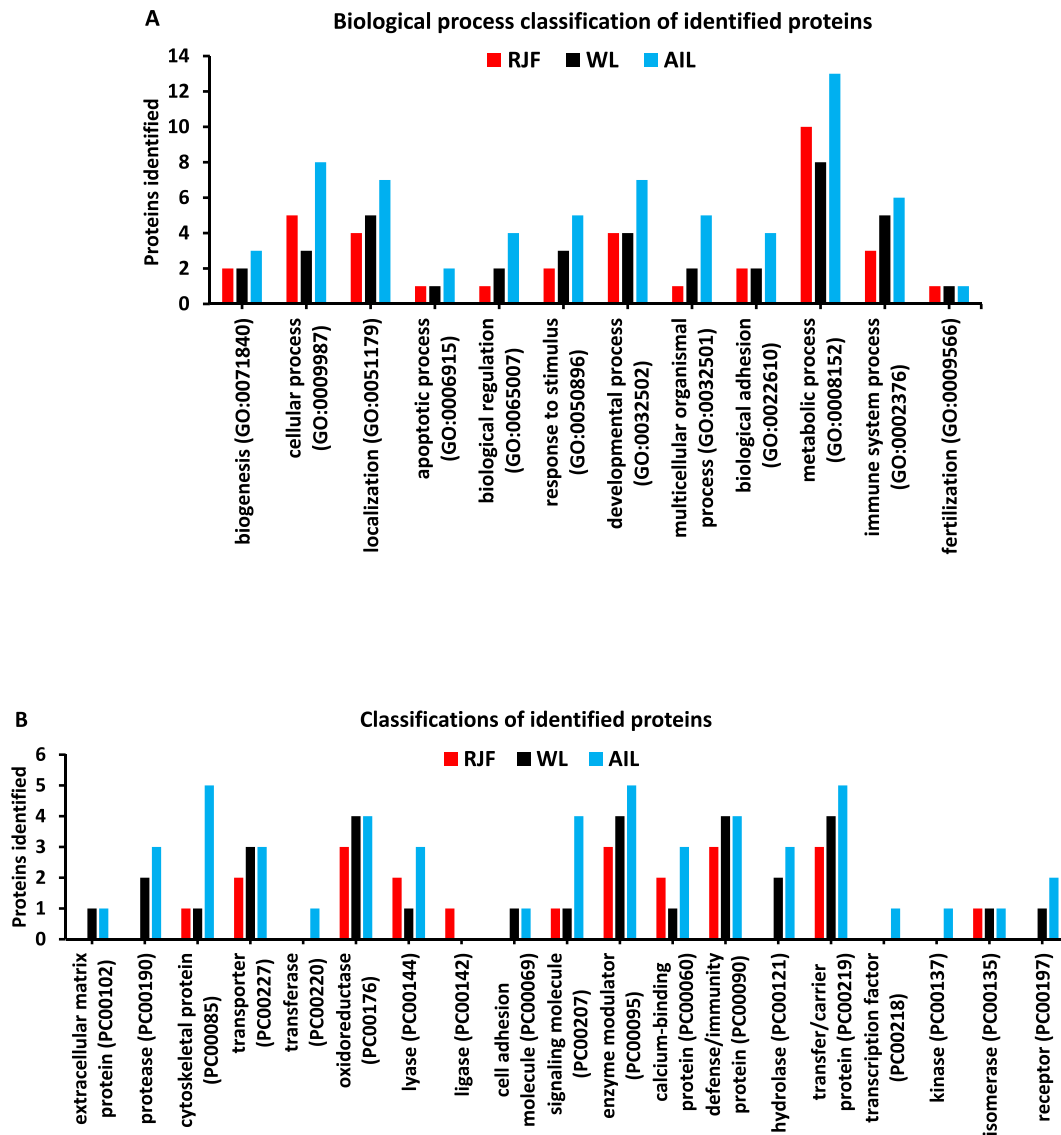 A
Biological process classification of identified proteins
RJF WL AIL
Proteins identified
14
12
10
8
6
4
2
0
biogenesis (GO:0071840)
cellular process
(GO:0009987)
localization (GO:0051179)
apoptotic process
(GO:0006915)
biological regulation
(GO:0065007)
response to stimulus
(GO:0050896)
developmental process
(GO:0032502)
multicellular organismal
process (GO:0032501)
biological adhesion
(GO:0022610)
metabolic process
(GO:0008152)
immune system process
(GO:0002376)
fertilization (GO:0009566)
B
Classifications of identified proteins
RJF WL AIL
Proteins identified
6
5
4
3
2
1
0
extracellular matrix
protein (PC00102)
protease (PC00190)
cytoskeletal protein
(PC00085)
transporter
(PC00227)
transferase
(PC00220)
oxidoreductase
(PC00176)
lyase (PC00144)
ligase (PC00142)
cell adhesion
molecule (PC00069)
signaling molecule
(PC00207)
enzyme modulator
(PC00095)
calcium-binding
protein (PC00060)
defense/immunity
protein (PC00090)
hydrolase (PC00121)
transfer/carrier
protein (PC00219)
transcription factor
(PC00218)
kinase (PC00137)
isomerase (PC00135)
receptor (PC00197)